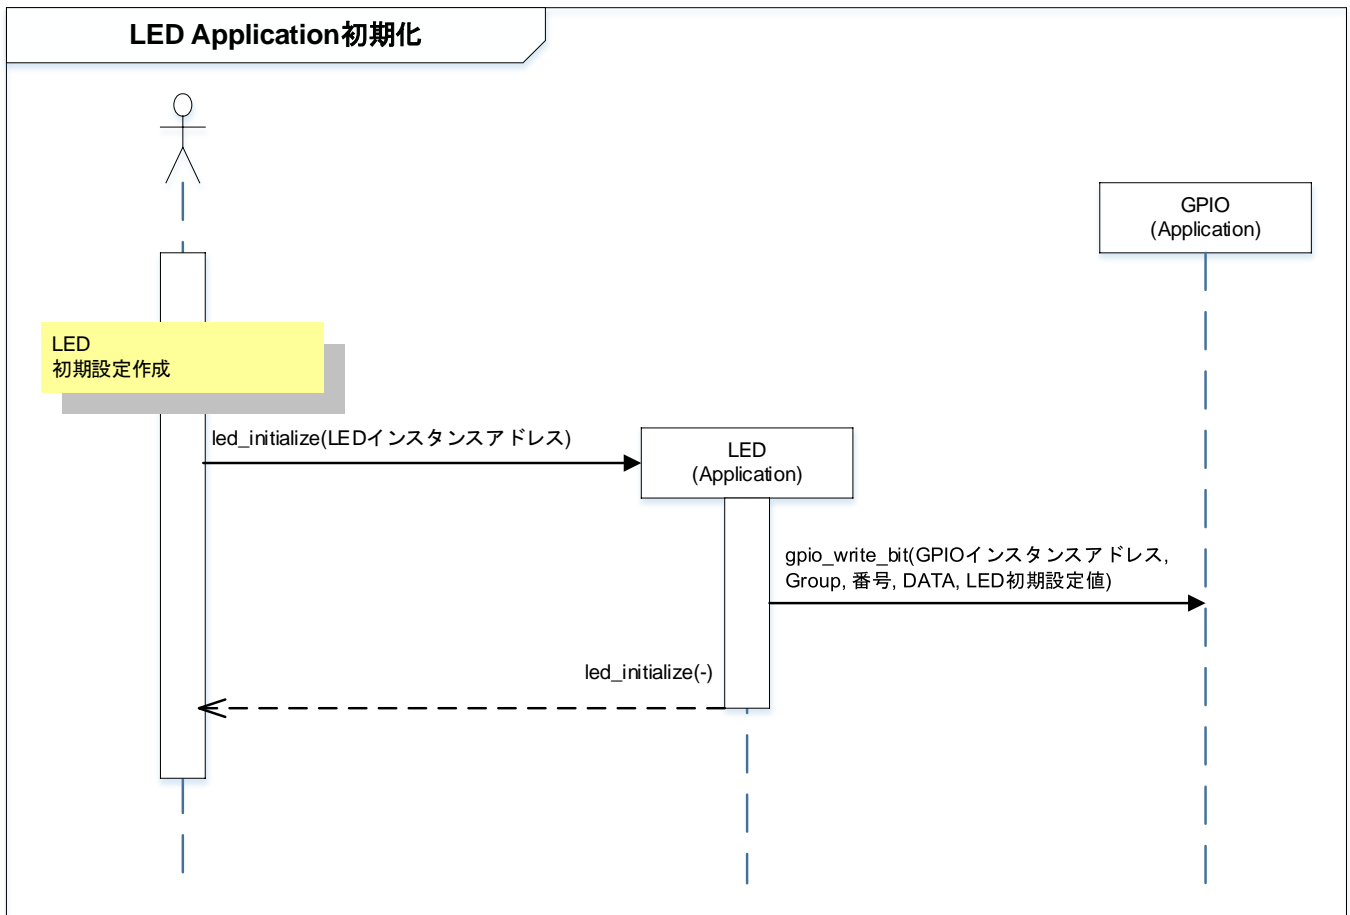 LED Application初期化
GPIO
(Application)
LED
初期設定作成
led_initialize(LEDインスタンスアドレス)
LED
(Application)
gpio_write_bit(GPIOインスタンスアドレス,
Group, 番号, DATA, LED初期設定値)
led_initialize(-)